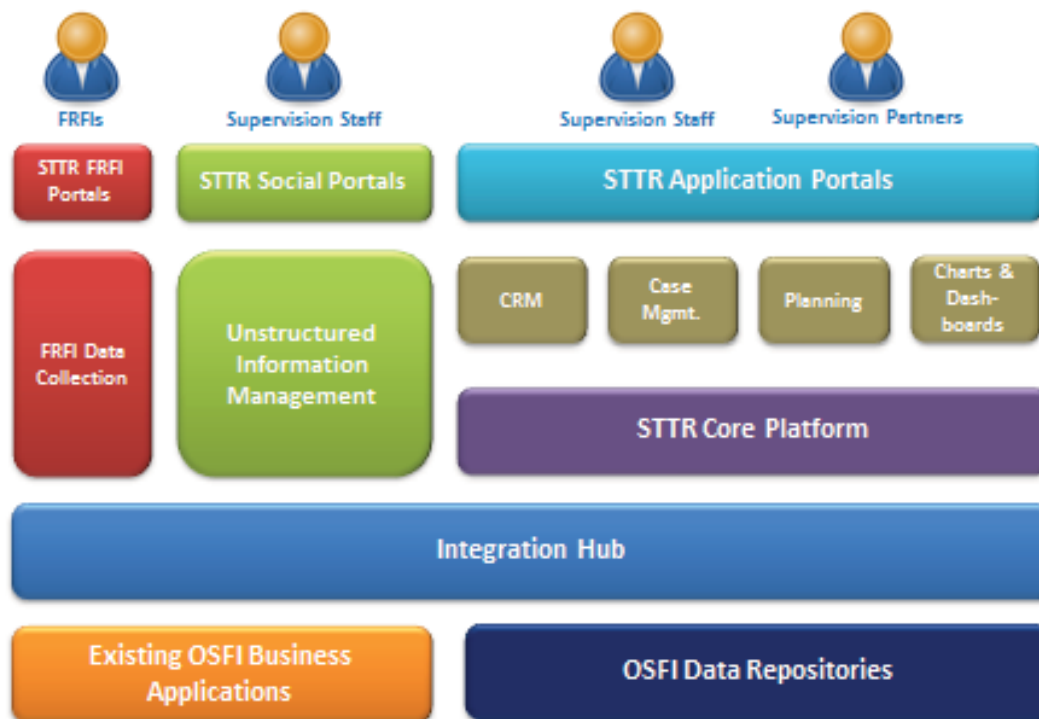 FRFIs
Supervision Staff
Supervision Staff
Supervision Partners
STTR FRFI
Portals
STTR Social Portals
STTR Application Portals
FRFI Data
Collection
Unstructured
Information
Management
CRM
Case
Mgmt.
Planning
Charts &
Dash-
boards
STTR Core Platform
Integration Hub
Existing OSFI Business
Applications
OSFI Data Repositories